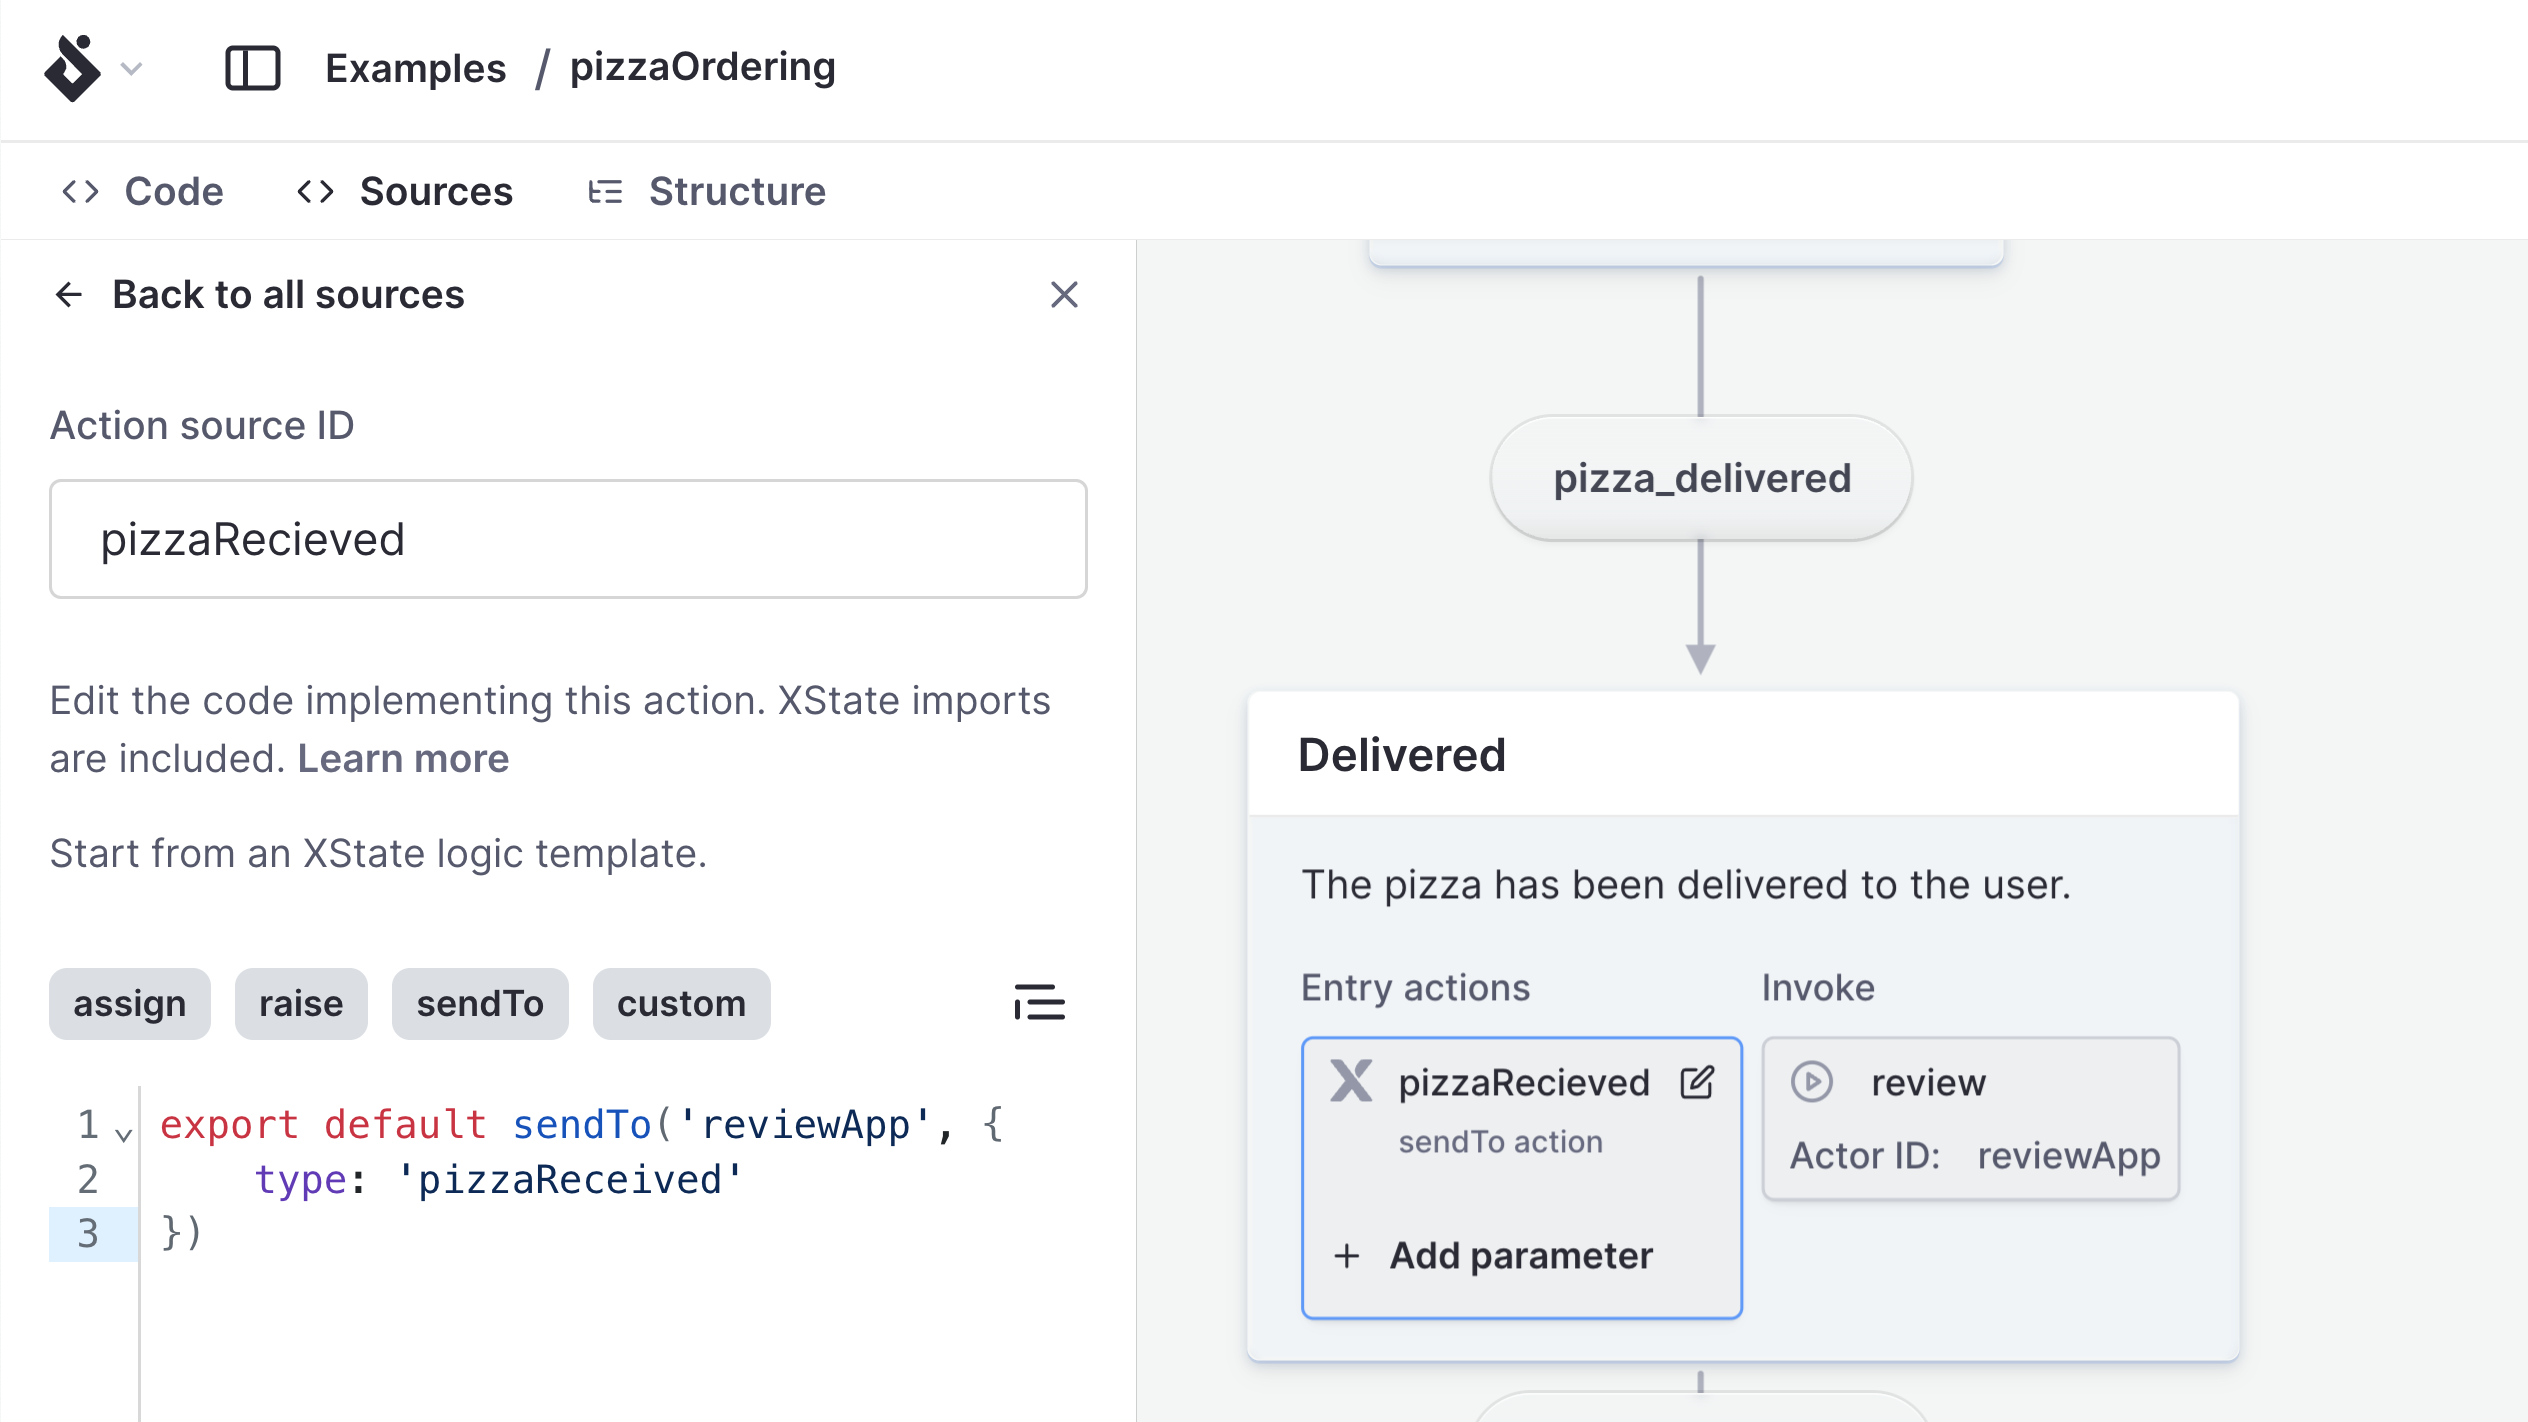 Examples / pizzaOrdering
Code
Sources
Structure
Back to all sources
Action source ID
pizzaRecieved
Edit the code implementing this action. XState imports
are included. Learn more
Start from an XState logic template.
assign
raise
sendTo
custom
1 export default sendTo('reviewApp', {
2 type: 'pizzaReceived'
3 })
pizza_delivered
Delivered
The pizza has been delivered to the user.
Entry actions
pizzaRecieved
sendTo action
+ Add parameter
Invoke
review
Actor ID: reviewApp